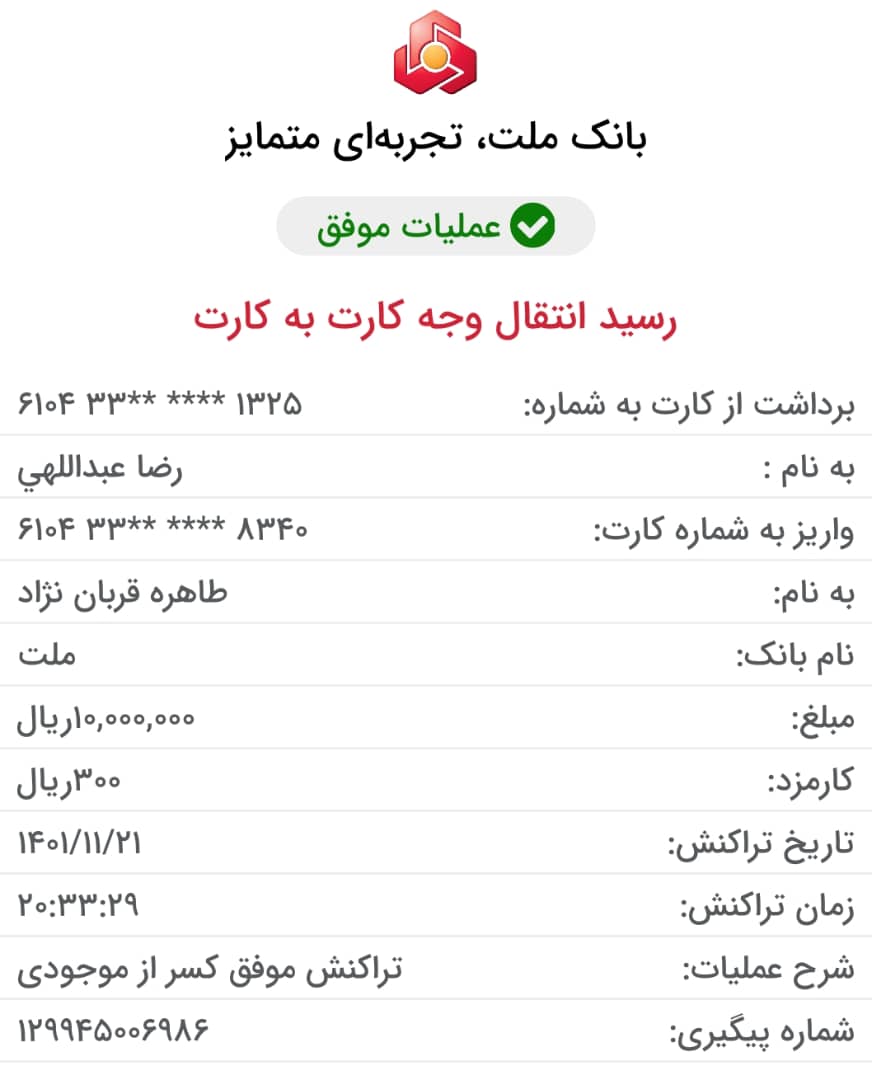 بانک ملت، تجربه‌ای متمایز
عملیات موفق
رسید انتقال وجه کارت به کارت
برداشت از کارت به شماره: ۶۱۰۴ ۳۳** **** ۱۳۲۵
به نام : رضا عبداللهي
واریز به شماره کارت: ۶۱۰۴ ۳۳** **** ۸۳۴۰
به نام: طاهره قربان نژاد
نام بانک: ملت
مبلغ: ۱۰,۰۰۰,۰۰۰ریال
کارمزد: ۳۰۰ریال
تاریخ تراکنش: ۱۴۰۱/۱۱/۲۱
زمان تراکنش: ۲۰:۳۳:۲۹
شرح عملیات: تراکنش موفق کسر از موجودی
شماره پیگیری: ۱۲۹۹۴۵۰۰۶۹۸۶